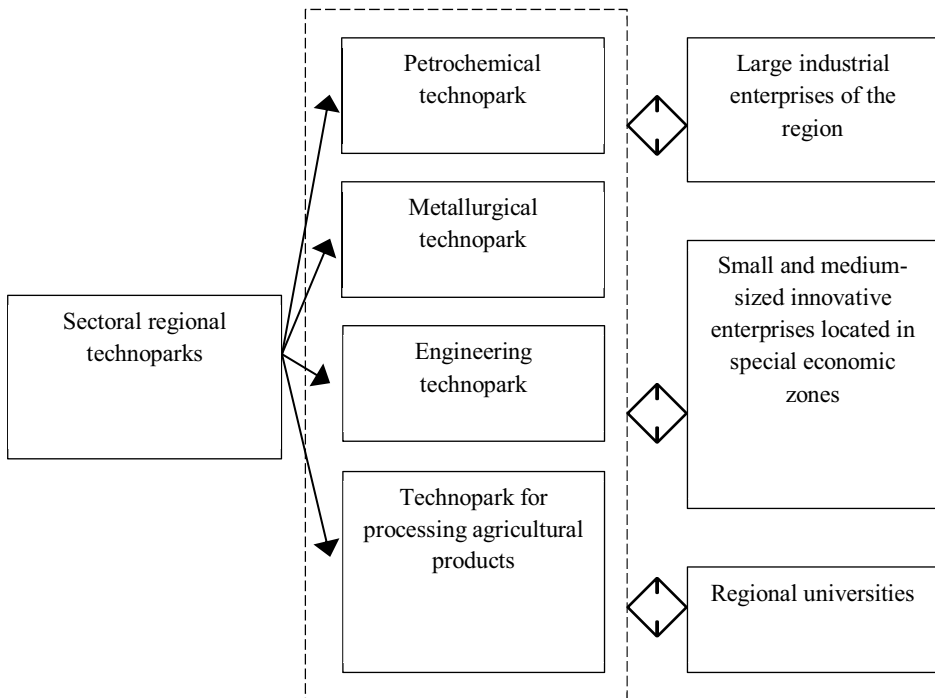 Sectoral regional
technoparks
Petrochemical
technopark
Metallurgical
technopark
Engineering
technopark
Technopark for
processing agricultural
products
Large industrial
enterprises of the
region
Small and medium-
sized innovative
enterprises located in
special economic
zones
Regional universities